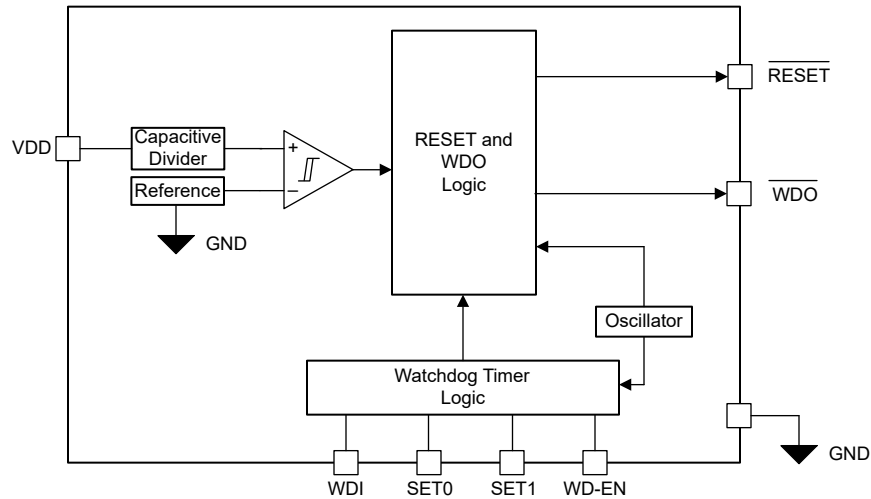 RESET
VDD
Capacitive
Divider
+
RESET and
WDO
Logic
Reference
−
WDO
GND
Oscillator
Watchdog Timer
Logic
GND
WDI
SET0
SET1
WD-EN